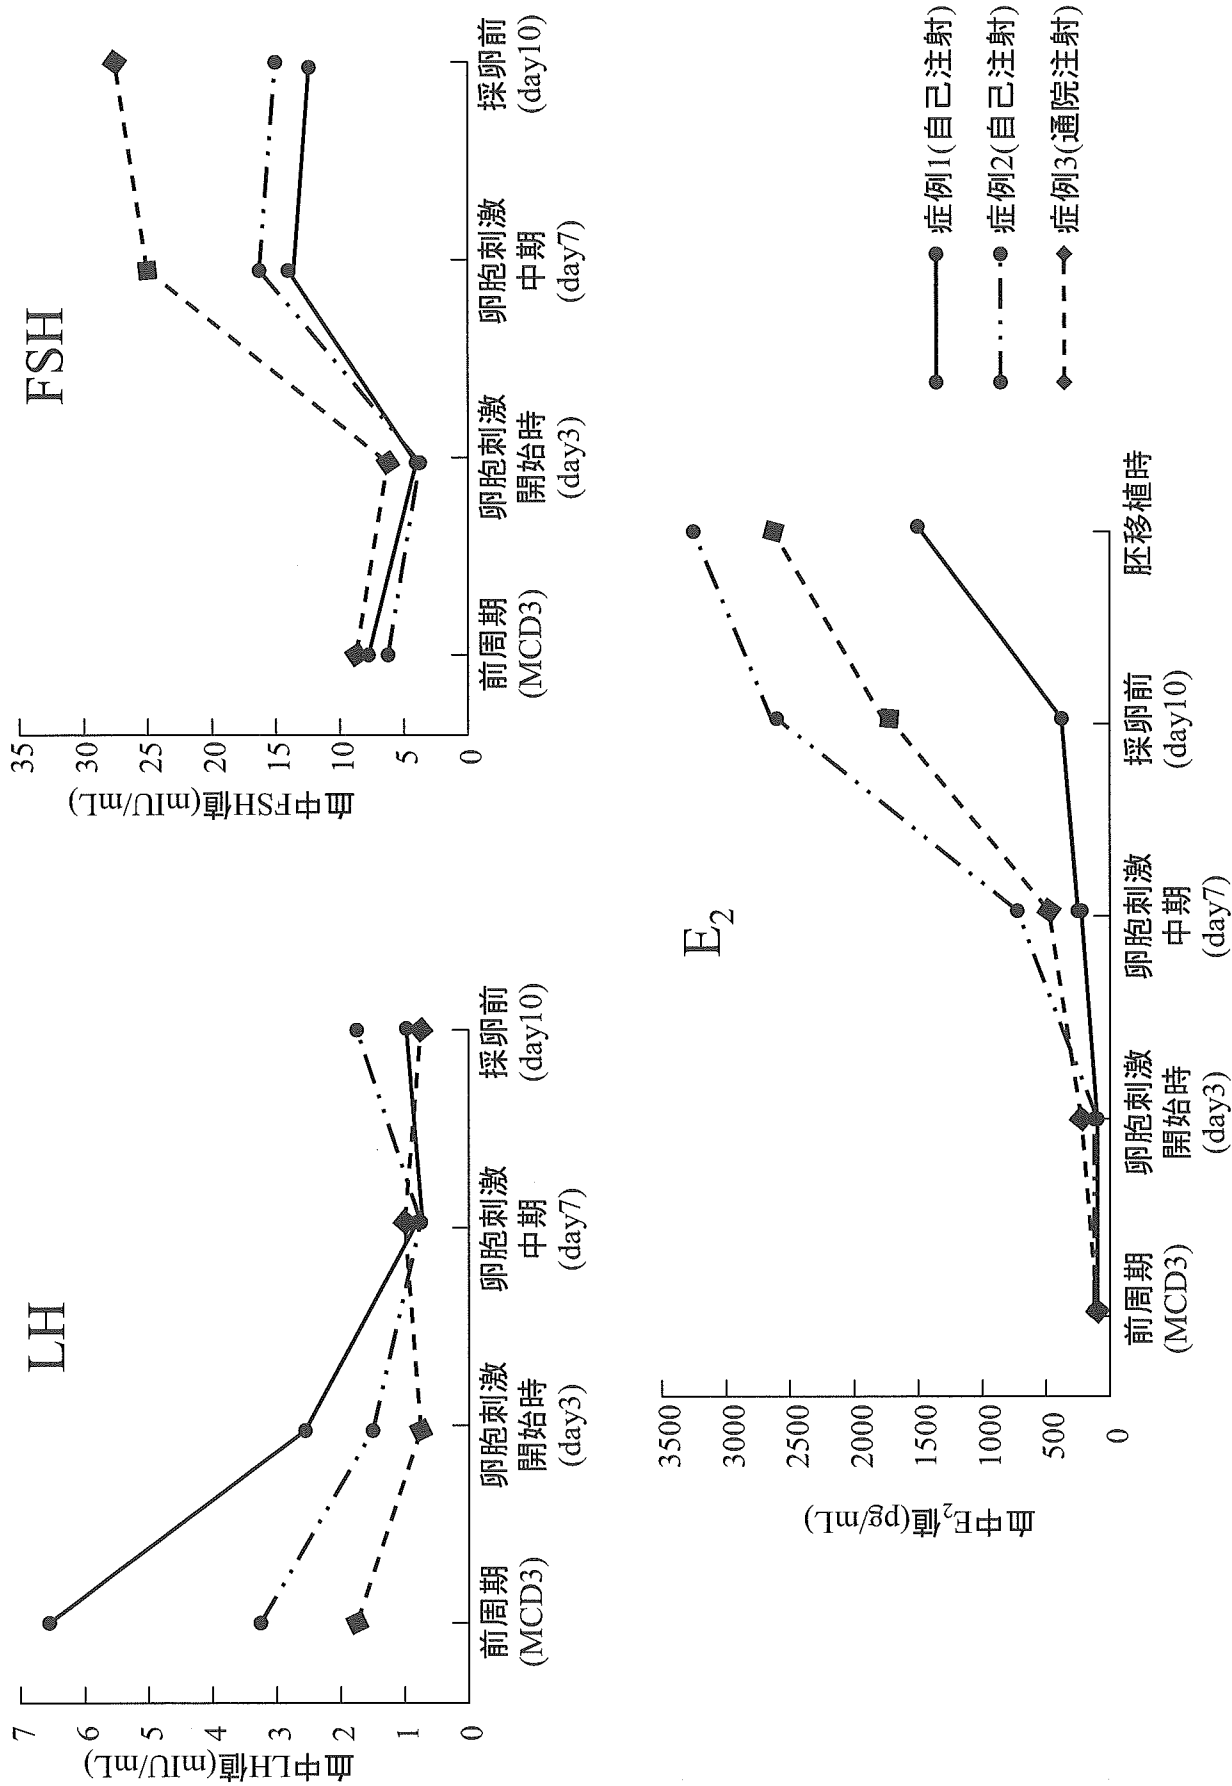 LH
血中LH値(mIU/mL)
7
6
5
4
3
2
1
0
前周期
(MCD3)
卵胞刺激
開始時
(day3)
卵胞刺激
中期
(day7)
採卵前
(day10)
FSH
血中FSH値(mIU/mL)
35
30
25
20
15
10
5
0
前周期
(MCD3)
卵胞刺激
開始時
(day3)
卵胞刺激
中期
(day7)
採卵前
(day10)
E₂
血中E₂値(pg/mL)
3500
3000
2500
2000
1500
1000
500
0
前周期
(MCD3)
卵胞刺激
開始時
(day3)
卵胞刺激
中期
(day7)
採卵前
(day10)
胚移植時
症例1(自己注射)
症例2(自己注射)
症例3(通院注射)